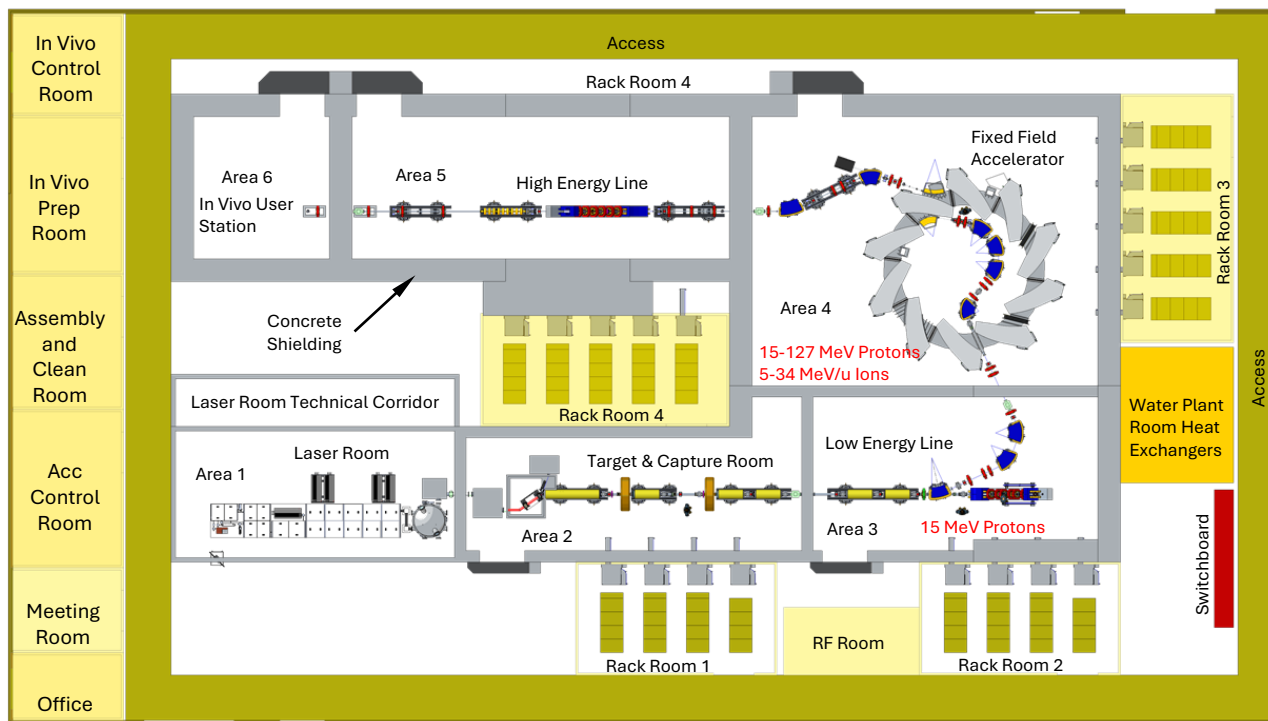 In Vivo
Control
Room
In Vivo
Prep
Room
Assembly
and
Clean
Room
Acc
Control
Room
Meeting
Room
Office
Access
Rack Room 4
Area 6
In Vivo User
Station
Area 5
High Energy Line
Fixed Field
Accelerator
Rack Room 3
Concrete
Shielding
Area 4
15-127 MeV Protons
5-34 MeV/u Ions
Access
Laser Room Technical Corridor
Rack Room 4
Water Plant
Room Heat
Exchangers
Area 1
Laser Room
Target & Capture Room
Area 2
Low Energy Line
Area 3
15 MeV Protons
Switchboard
Rack Room 1
RF Room
Rack Room 2